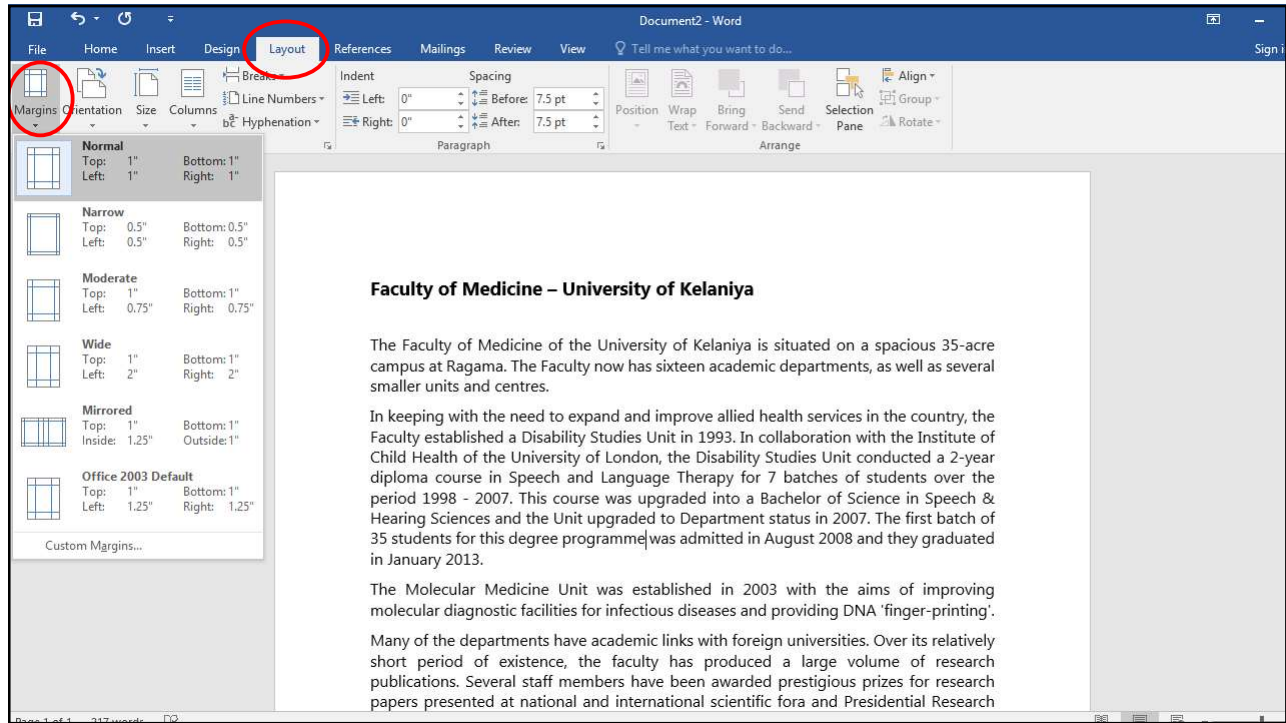 Document2 - Word
File Home Insert Design Layout References Mailings Review View Tell me what you want to do... Sign i
Margins Orientation Size Columns Breaks Line Numbers Hyphenation
Indent Spacing
Left: 0" Before: 7.5 pt
Right: 0" After: 7.5 pt
Paragraph
Position Wrap Text Bring Forward Send Backward Selection Pane Align Group Rotate
Arrange
Normal
Top: 1" Bottom: 1"
Left: 1" Right: 1"
Narrow
Top: 0.5" Bottom: 0.5"
Left: 0.5" Right: 0.5"
Moderate
Top: 1" Bottom: 1"
Left: 0.75" Right: 0.75"
Wide
Top: 1" Bottom: 1"
Left: 2" Right: 2"
Mirrored
Top: 1" Bottom: 1"
Inside: 1.25" Outside: 1"
Office 2003 Default
Top: 1" Bottom: 1"
Left: 1.25" Right: 1.25"
Custom Margins...
Faculty of Medicine – University of Kelaniya
The Faculty of Medicine of the University of Kelaniya is situated on a spacious 35-acre
campus at Ragama. The Faculty now has sixteen academic departments, as well as several
smaller units and centres.
In keeping with the need to expand and improve allied health services in the country, the
Faculty established a Disability Studies Unit in 1993. In collaboration with the Institute of
Child Health of the University of London, the Disability Studies Unit conducted a 2-year
diploma course in Speech and Language Therapy for 7 batches of students over the
period 1998 - 2007. This course was upgraded into a Bachelor of Science in Speech &
Hearing Sciences and the Unit upgraded to Department status in 2007. The first batch of
35 students for this degree programme was admitted in August 2008 and they graduated
in January 2013.
The Molecular Medicine Unit was established in 2003 with the aims of improving
molecular diagnostic facilities for infectious diseases and providing DNA 'finger-printing'.
Many of the departments have academic links with foreign universities. Over its relatively
short period of existence, the faculty has produced a large volume of research
publications. Several staff members have been awarded prestigious prizes for research
papers presented at national and international scientific fora and Presidential Research
Page 1 of 1 217 words